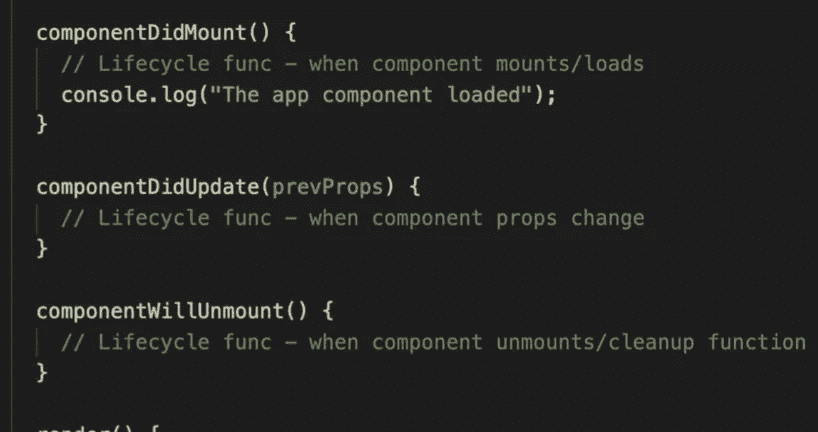 componentDidMount() {
// Lifecycle func – when component mounts/loads
console.log("The app component loaded");
}
componentDidUpdate(prevProps) {
// Lifecycle func – when component props change
}
componentWillUnmount() {
// Lifecycle func – when component unmounts/cleanup function
}
render() {